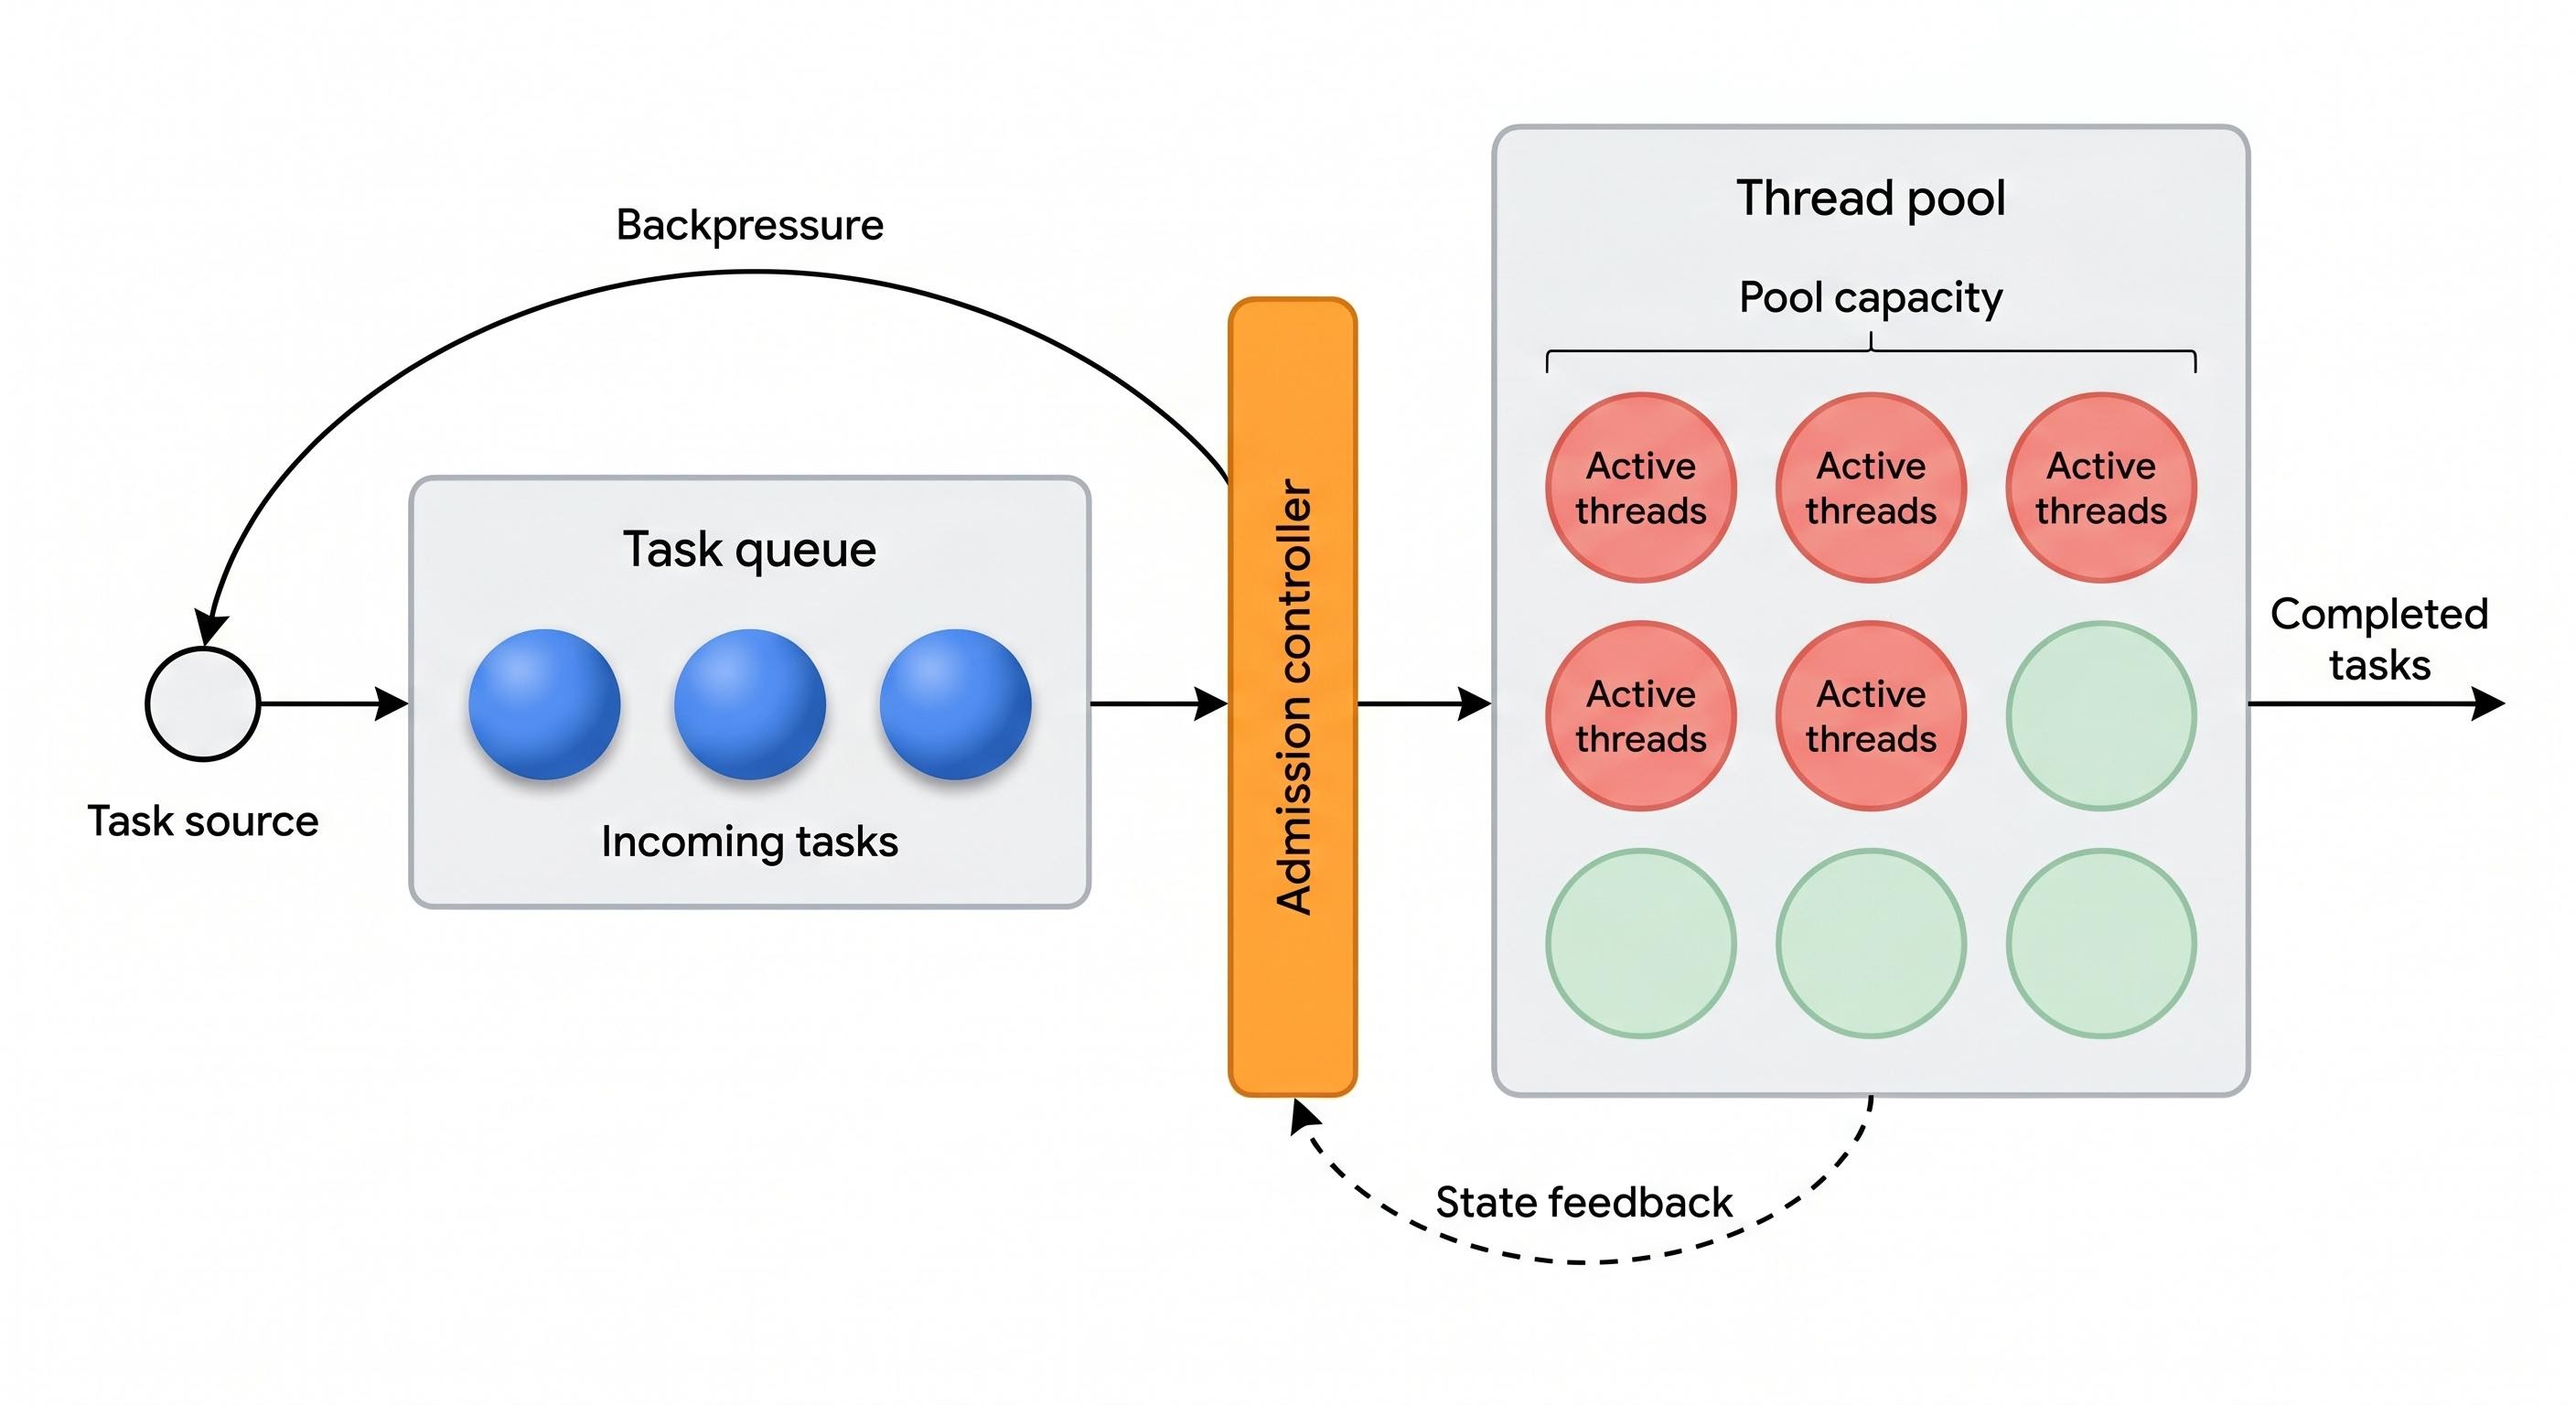 Thread pool
Backpressure
Pool capacity
Active
threads
Active
threads
Active
threads
Task queue
Admission controller
Completed
tasks
Active
threads
Active
threads
Task source
Incoming tasks
State feedback